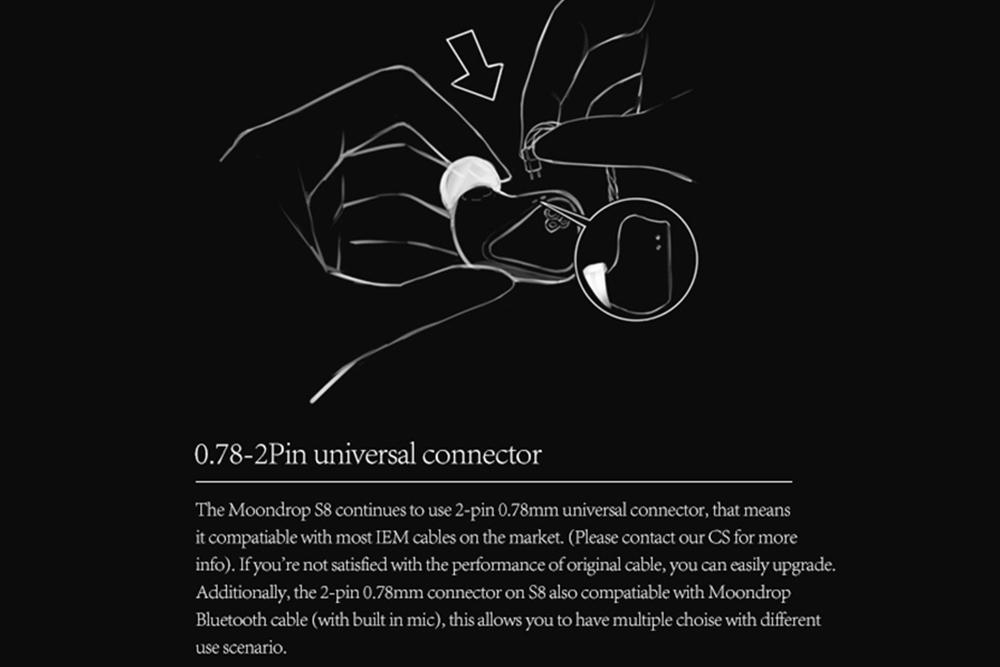 0.78-2Pin universal connector
The Moondrop S8 continues to use 2-pin 0.78mm universal connector, that means
it compatiable with most IEM cables on the market. (Please contact our CS for more
info). If you're not satisfied with the performance of original cable, you can easily upgrade.
Additionally, the 2-pin 0.78mm connector on S8 also compatiable with Moondrop
Bluetooth cable (with built in mic), this allows you to have multiple choise with different
use scenario.